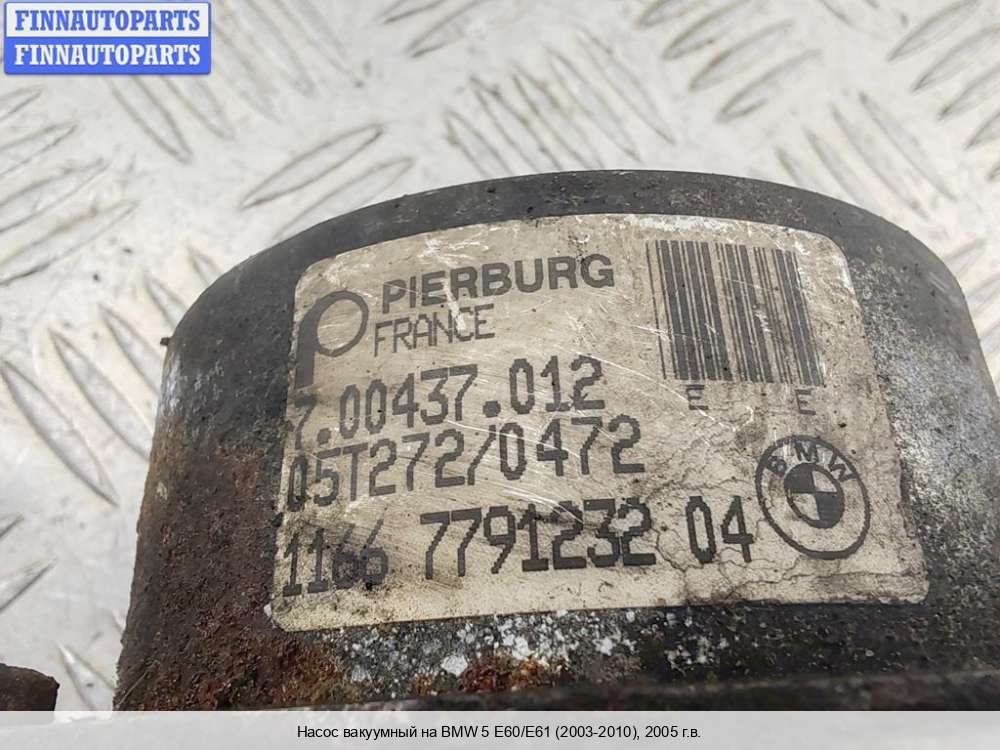 FINNAUTOPARTS
FINNAUTOPARTS
PIERBURG
FRANCE
7.00437.012
05T272/0472
E E
1166 7791232 04
BMW
Насос вакуумный на BMW 5 E60/E61 (2003-2010), 2005 г.в.